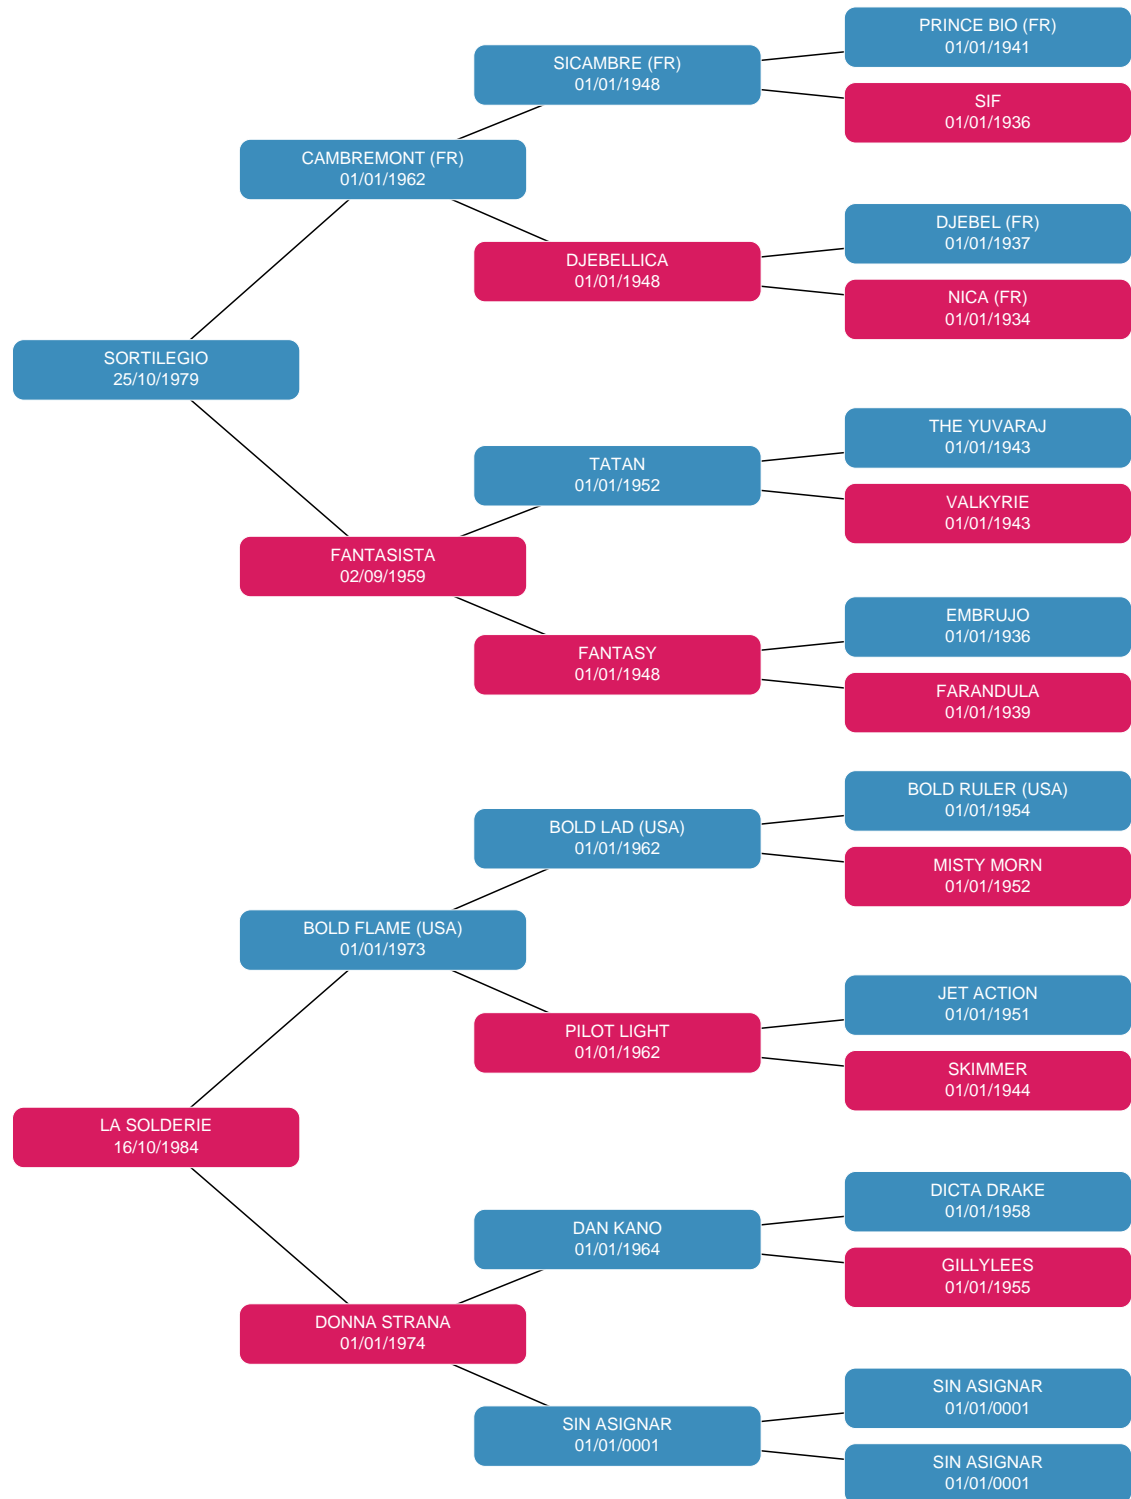 PRINCE BIO (FR)
01/01/1941
SICAMBRE (FR)
01/01/1948
SIF
01/01/1936
CAMBREMONT (FR)
01/01/1962
DJEBEL (FR)
01/01/1937
DJEBELLICA
01/01/1948
NICA (FR)
01/01/1934
SORTILEGIO
25/10/1979
THE YUVARAJ
01/01/1943
TATAN
01/01/1952
VALKYRIE
01/01/1943
FANTASISTA
02/09/1959
EMBRUJO
01/01/1936
FANTASY
01/01/1948
FARANDULA
01/01/1939
BOLD RULER (USA)
01/01/1954
BOLD LAD (USA)
01/01/1962
MISTY MORN
01/01/1952
BOLD FLAME (USA)
01/01/1973
JET ACTION
01/01/1951
PILOT LIGHT
01/01/1962
SKIMMER
01/01/1944
LA SOLDERIE
16/10/1984
DICTA DRAKE
01/01/1958
DAN KANO
01/01/1964
GILLYLEES
01/01/1955
DONNA STRANA
01/01/1974
SIN ASIGNAR
01/01/0001
SIN ASIGNAR
01/01/0001
SIN ASIGNAR
01/01/0001